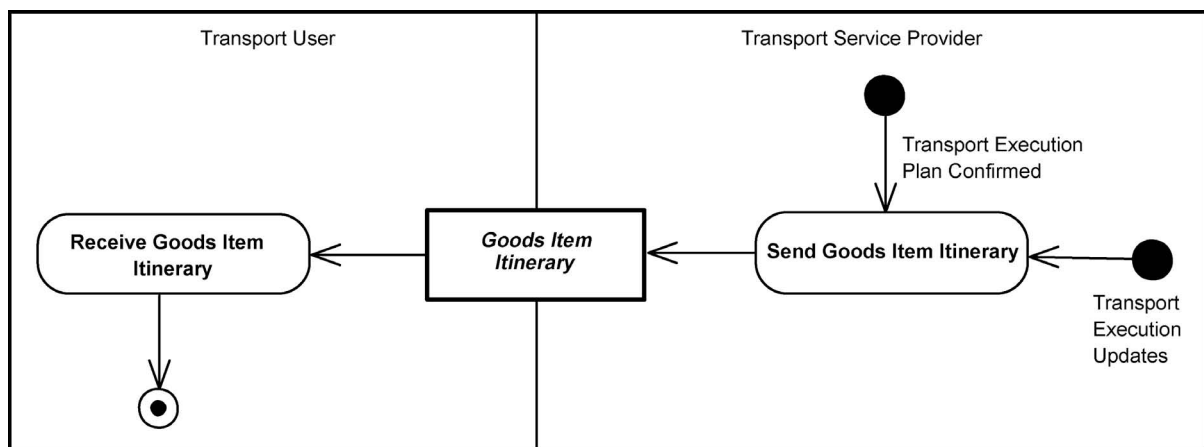 Transport User
Transport Service Provider
Transport Execution
Plan Confirmed
Receive Goods Item
Itinerary
Goods Item
Itinerary
Send Goods Item Itinerary
Transport
Execution
Updates